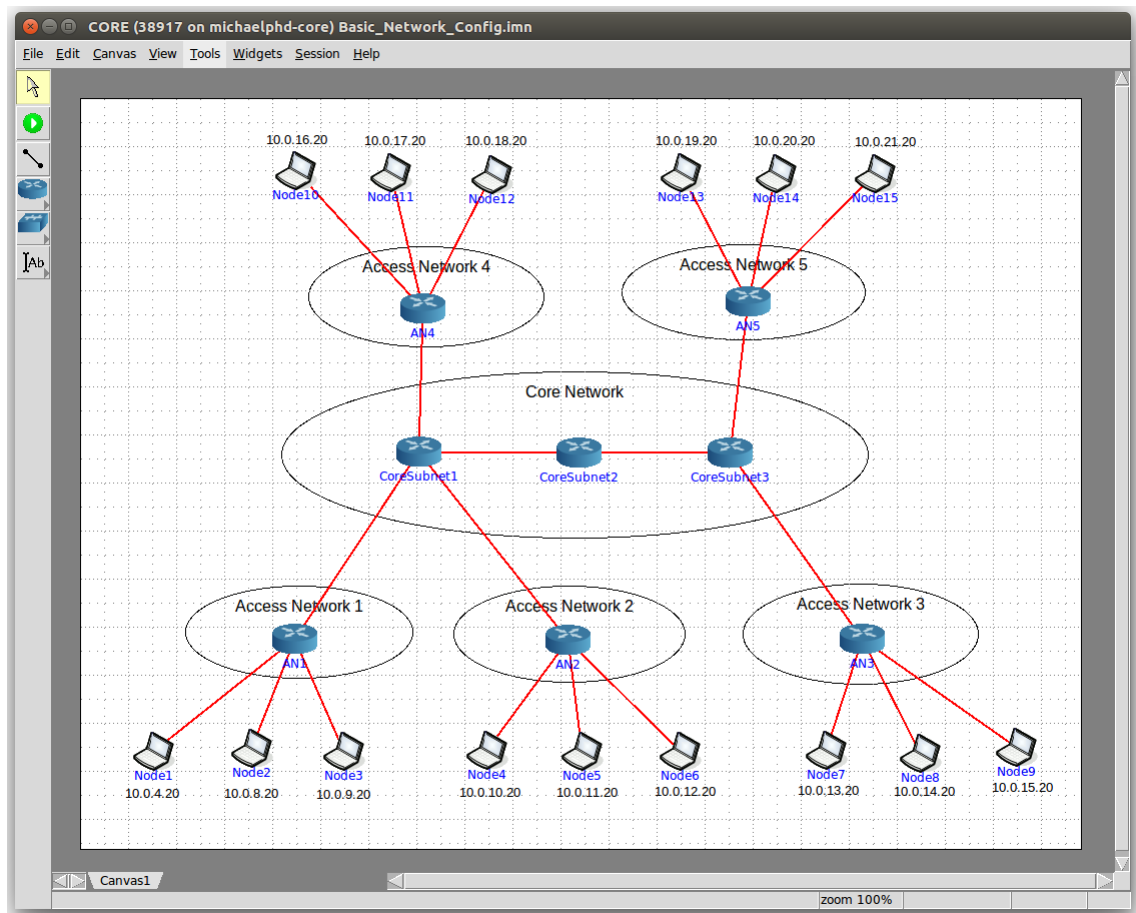 CORE (38917 on michaelphd-core) Basic_Network_Config.imn
File Edit Canvas View Tools Widgets Session Help
10.0.16.20 10.0.17.20 10.0.18.20 10.0.19.20 10.0.20.20 10.0.21.20
Node10 Node11 Node12 Node13 Node14 Node15
Access Network 4 Access Network 5
AN4 AN5
Core Network
CoreSubnet1 CoreSubnet2 CoreSubnet3
Access Network 1 Access Network 2 Access Network 3
AN1 AN2 AN3
Node1 Node2 Node3 Node4 Node5 Node6 Node7 Node8 Node9
10.0.4.20 10.0.8.20 10.0.9.20 10.0.10.20 10.0.11.20 10.0.12.20 10.0.13.20 10.0.14.20 10.0.15.20
Ab
Canvas1
zoom 100%